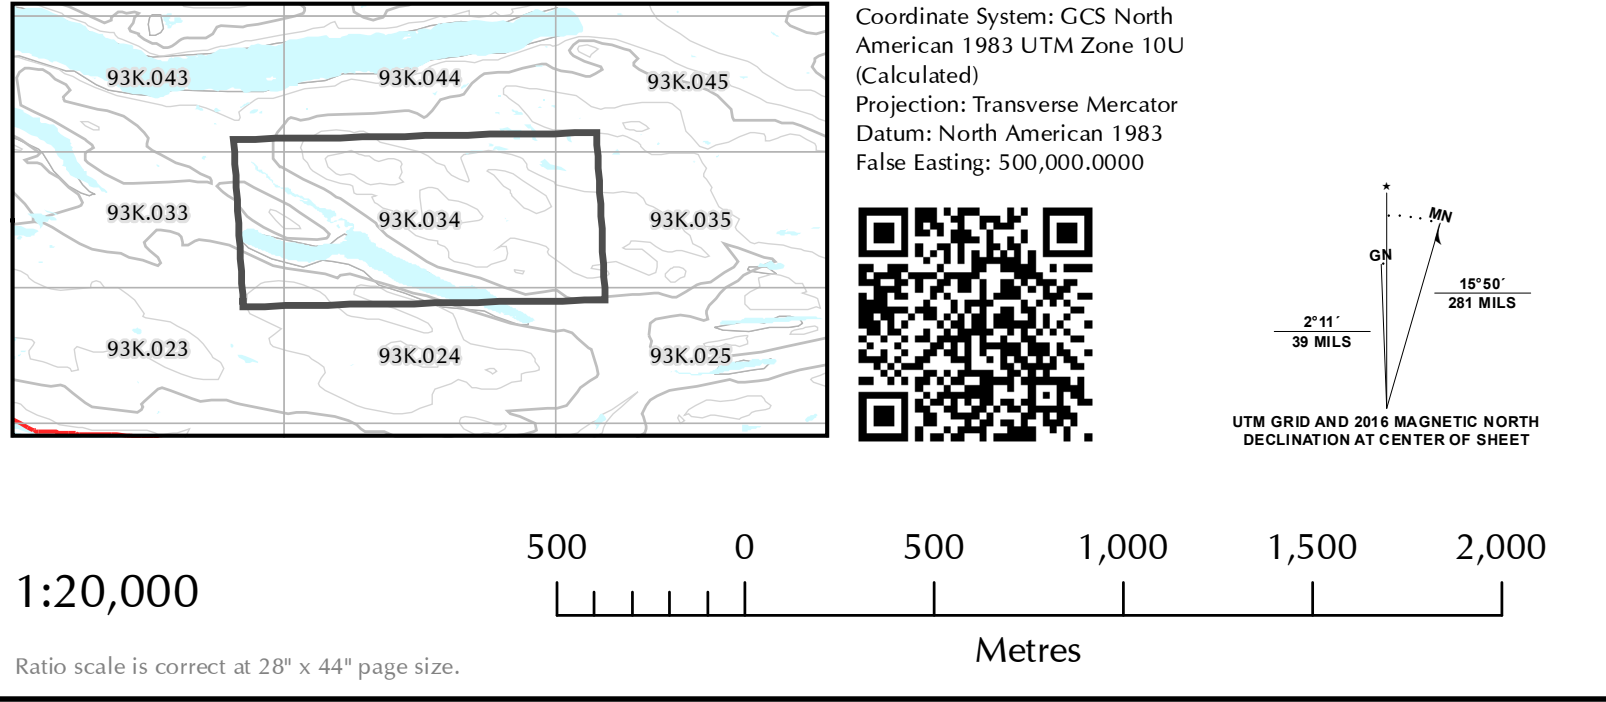 93K.043
93K.044
93K.045
93K.033
93K.034
93K.035
93K.023
93K.024
93K.025
Coordinate System: GCS North
American 1983 UTM Zone 10U
(Calculated)
Projection: Transverse Mercator
Datum: North American 1983
False Easting: 500,000.0000
MN
GN
15°50´
281 MILS
2°11´
39 MILS
UTM GRID AND 2016 MAGNETIC NORTH
DECLINATION AT CENTER OF SHEET
500 0 500 1,000 1,500 2,000
1:20,000
Metres
Ratio scale is correct at 28" x 44" page size.